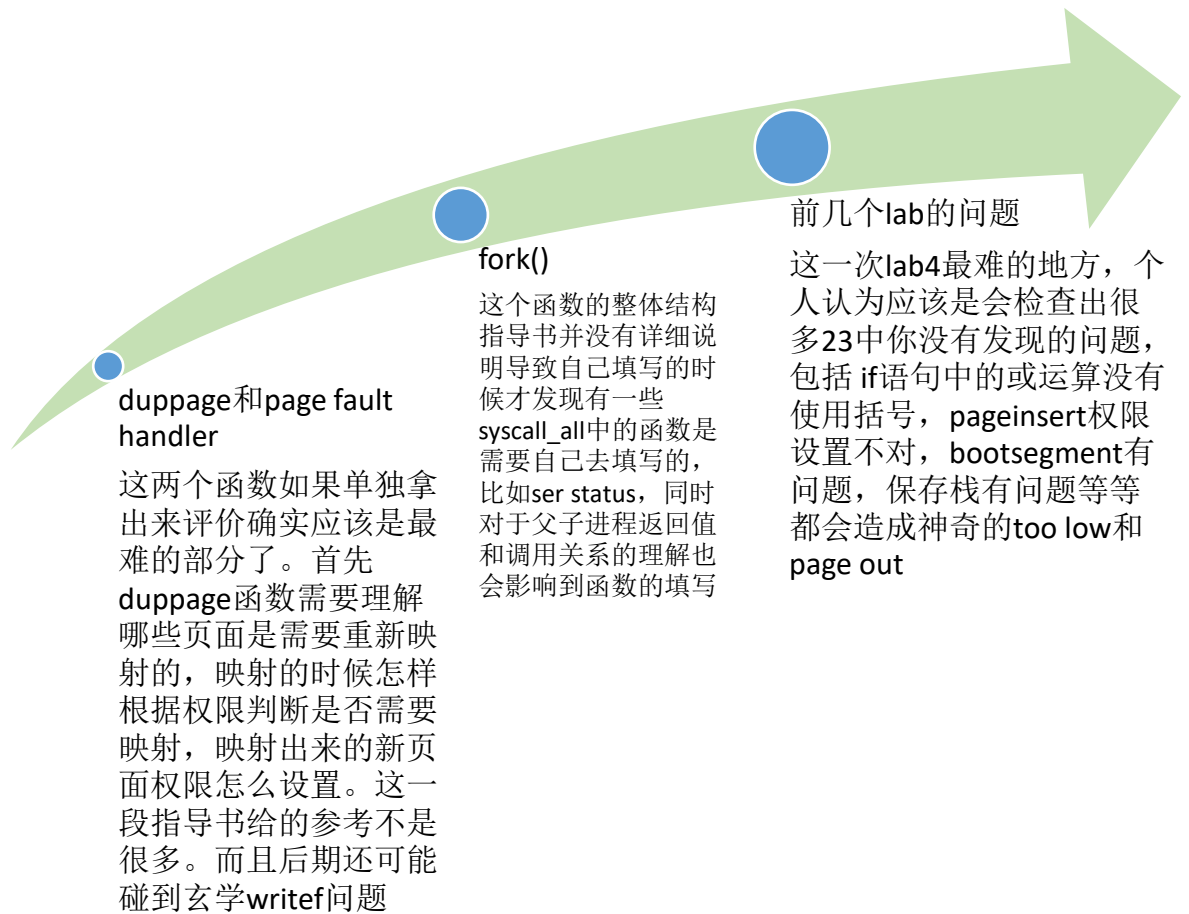 duppage和page fault
handler
这两个函数如果单独拿
出来评价确实应该是最
难的部分了。首先
duppage函数需要理解
哪些页面是需要重新映
射的，映射的时候怎样
根据权限判断是否需要
映射，映射出来的新页
面权限怎么设置。这一
段指导书给的参考不是
很多。而且后期还可能
碰到玄学writef问题
fork()
这个函数的整体结构
指导书并没有详细说
明导致自己填写的时
候才发现有一些
syscall_all中的函数是
需要自己去填写的，
比如ser status，同时
对于父子进程返回值
和调用关系的理解也
会影响到函数的填写
前几个lab的问题
这一次lab4最难的地方，个
人认为应该是会检查出很
多23中你没有发现的问题，
包括 if语句中的或运算没有
使用括号，pageinsert权限
设置不对，bootsegment有
问题，保存栈有问题等等
都会造成神奇的too low和
page out